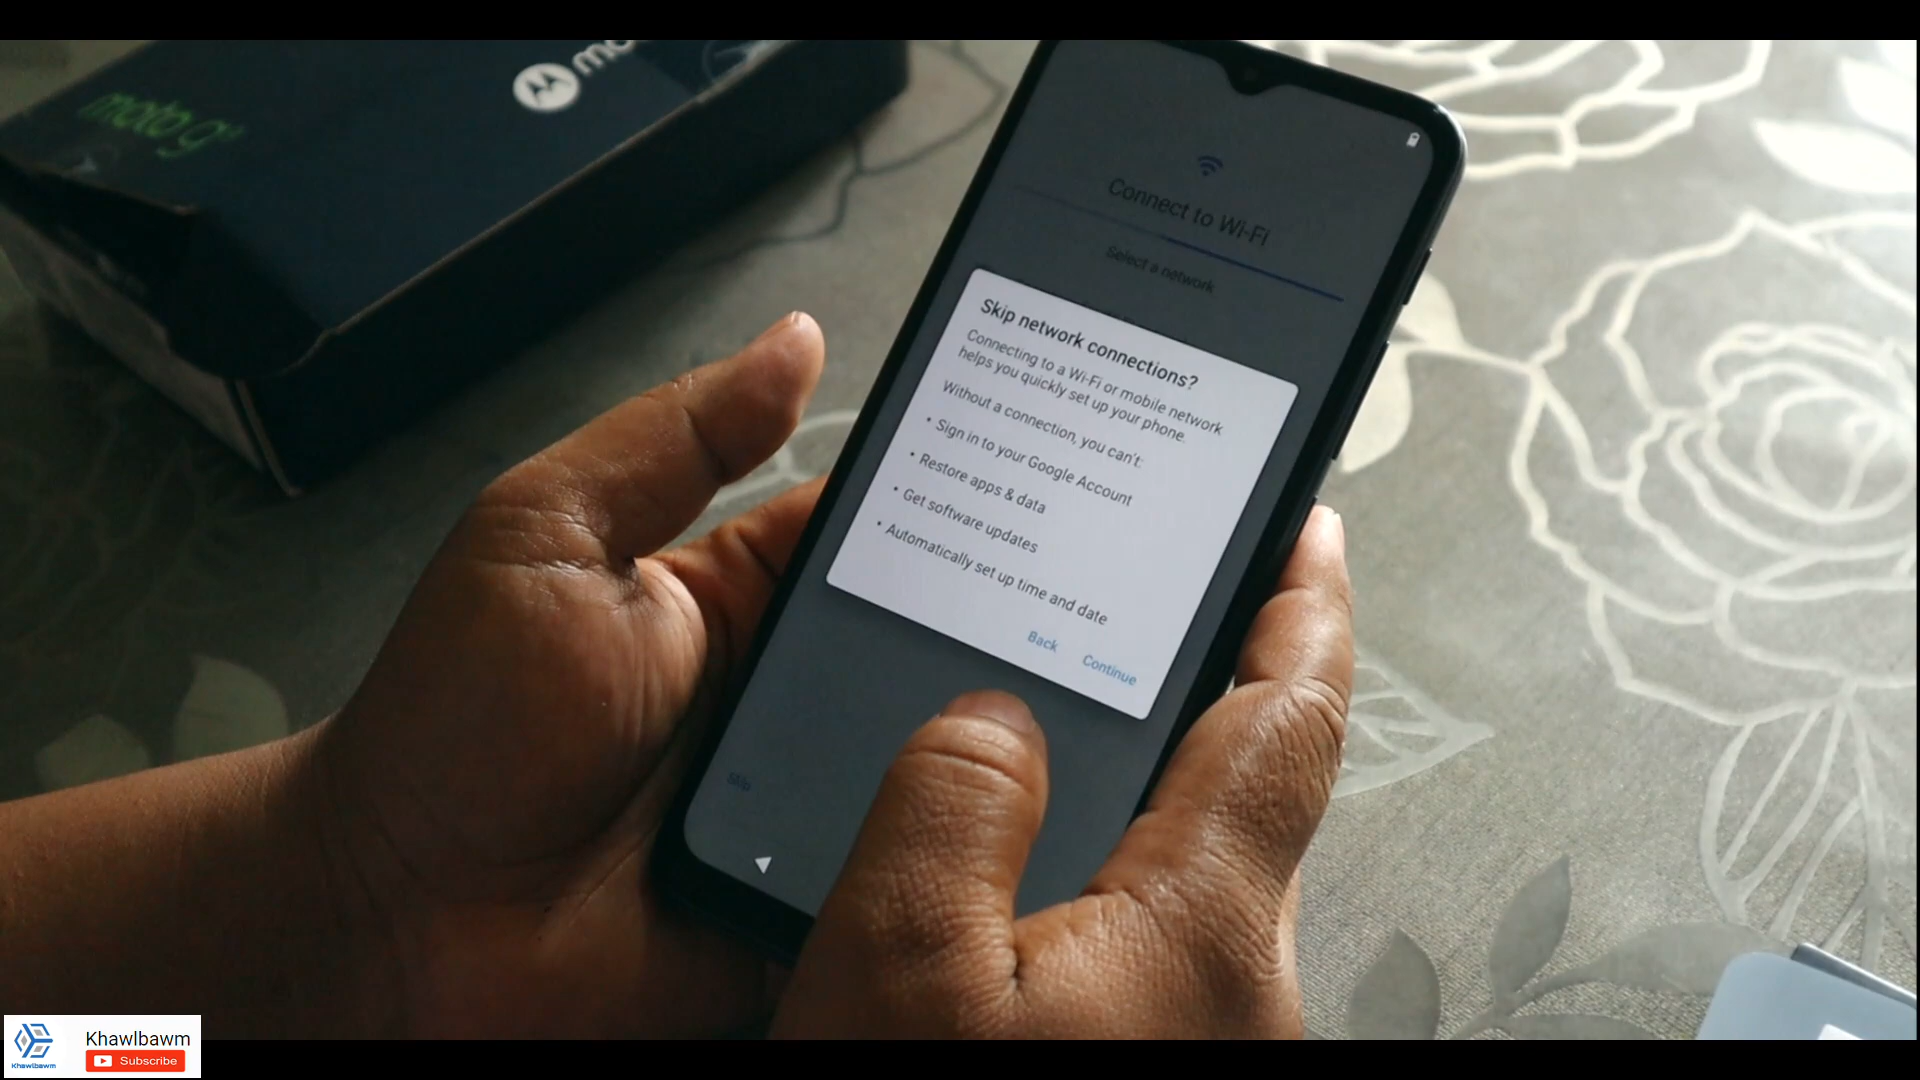 moto g
Connect to Wi-Fi
Select a network
Skip network connections?
Connecting to a Wi-Fi or mobile network
helps you quickly set up your phone.
Without a connection, you can't:
• Sign in to your Google Account
• Restore apps & data
• Get software updates
• Automatically set up time and date
Back Continue
Skip
Khawlbawm
Khawlbawm
Subscribe